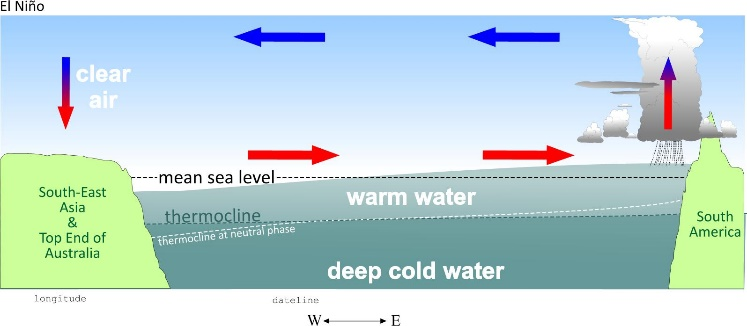 El Niño
clear
air
mean sea level
warm water
South-East
Asia
&
Top End of
Australia
thermocline
thermocline at neutral phase
South
America
deep cold water
longitude
dateline
W
E